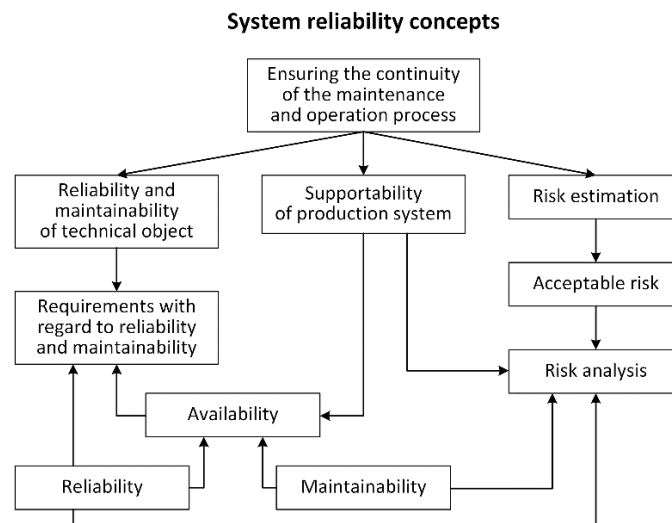 System reliability concepts
Ensuring the continuity
of the maintenance
and operation process
Reliability and
maintainability
of technical object
Supportability
of production system
Risk estimation
Acceptable risk
Requirements with
regard to reliability
and maintainability
Risk analysis
Availability
Reliability
Maintainability